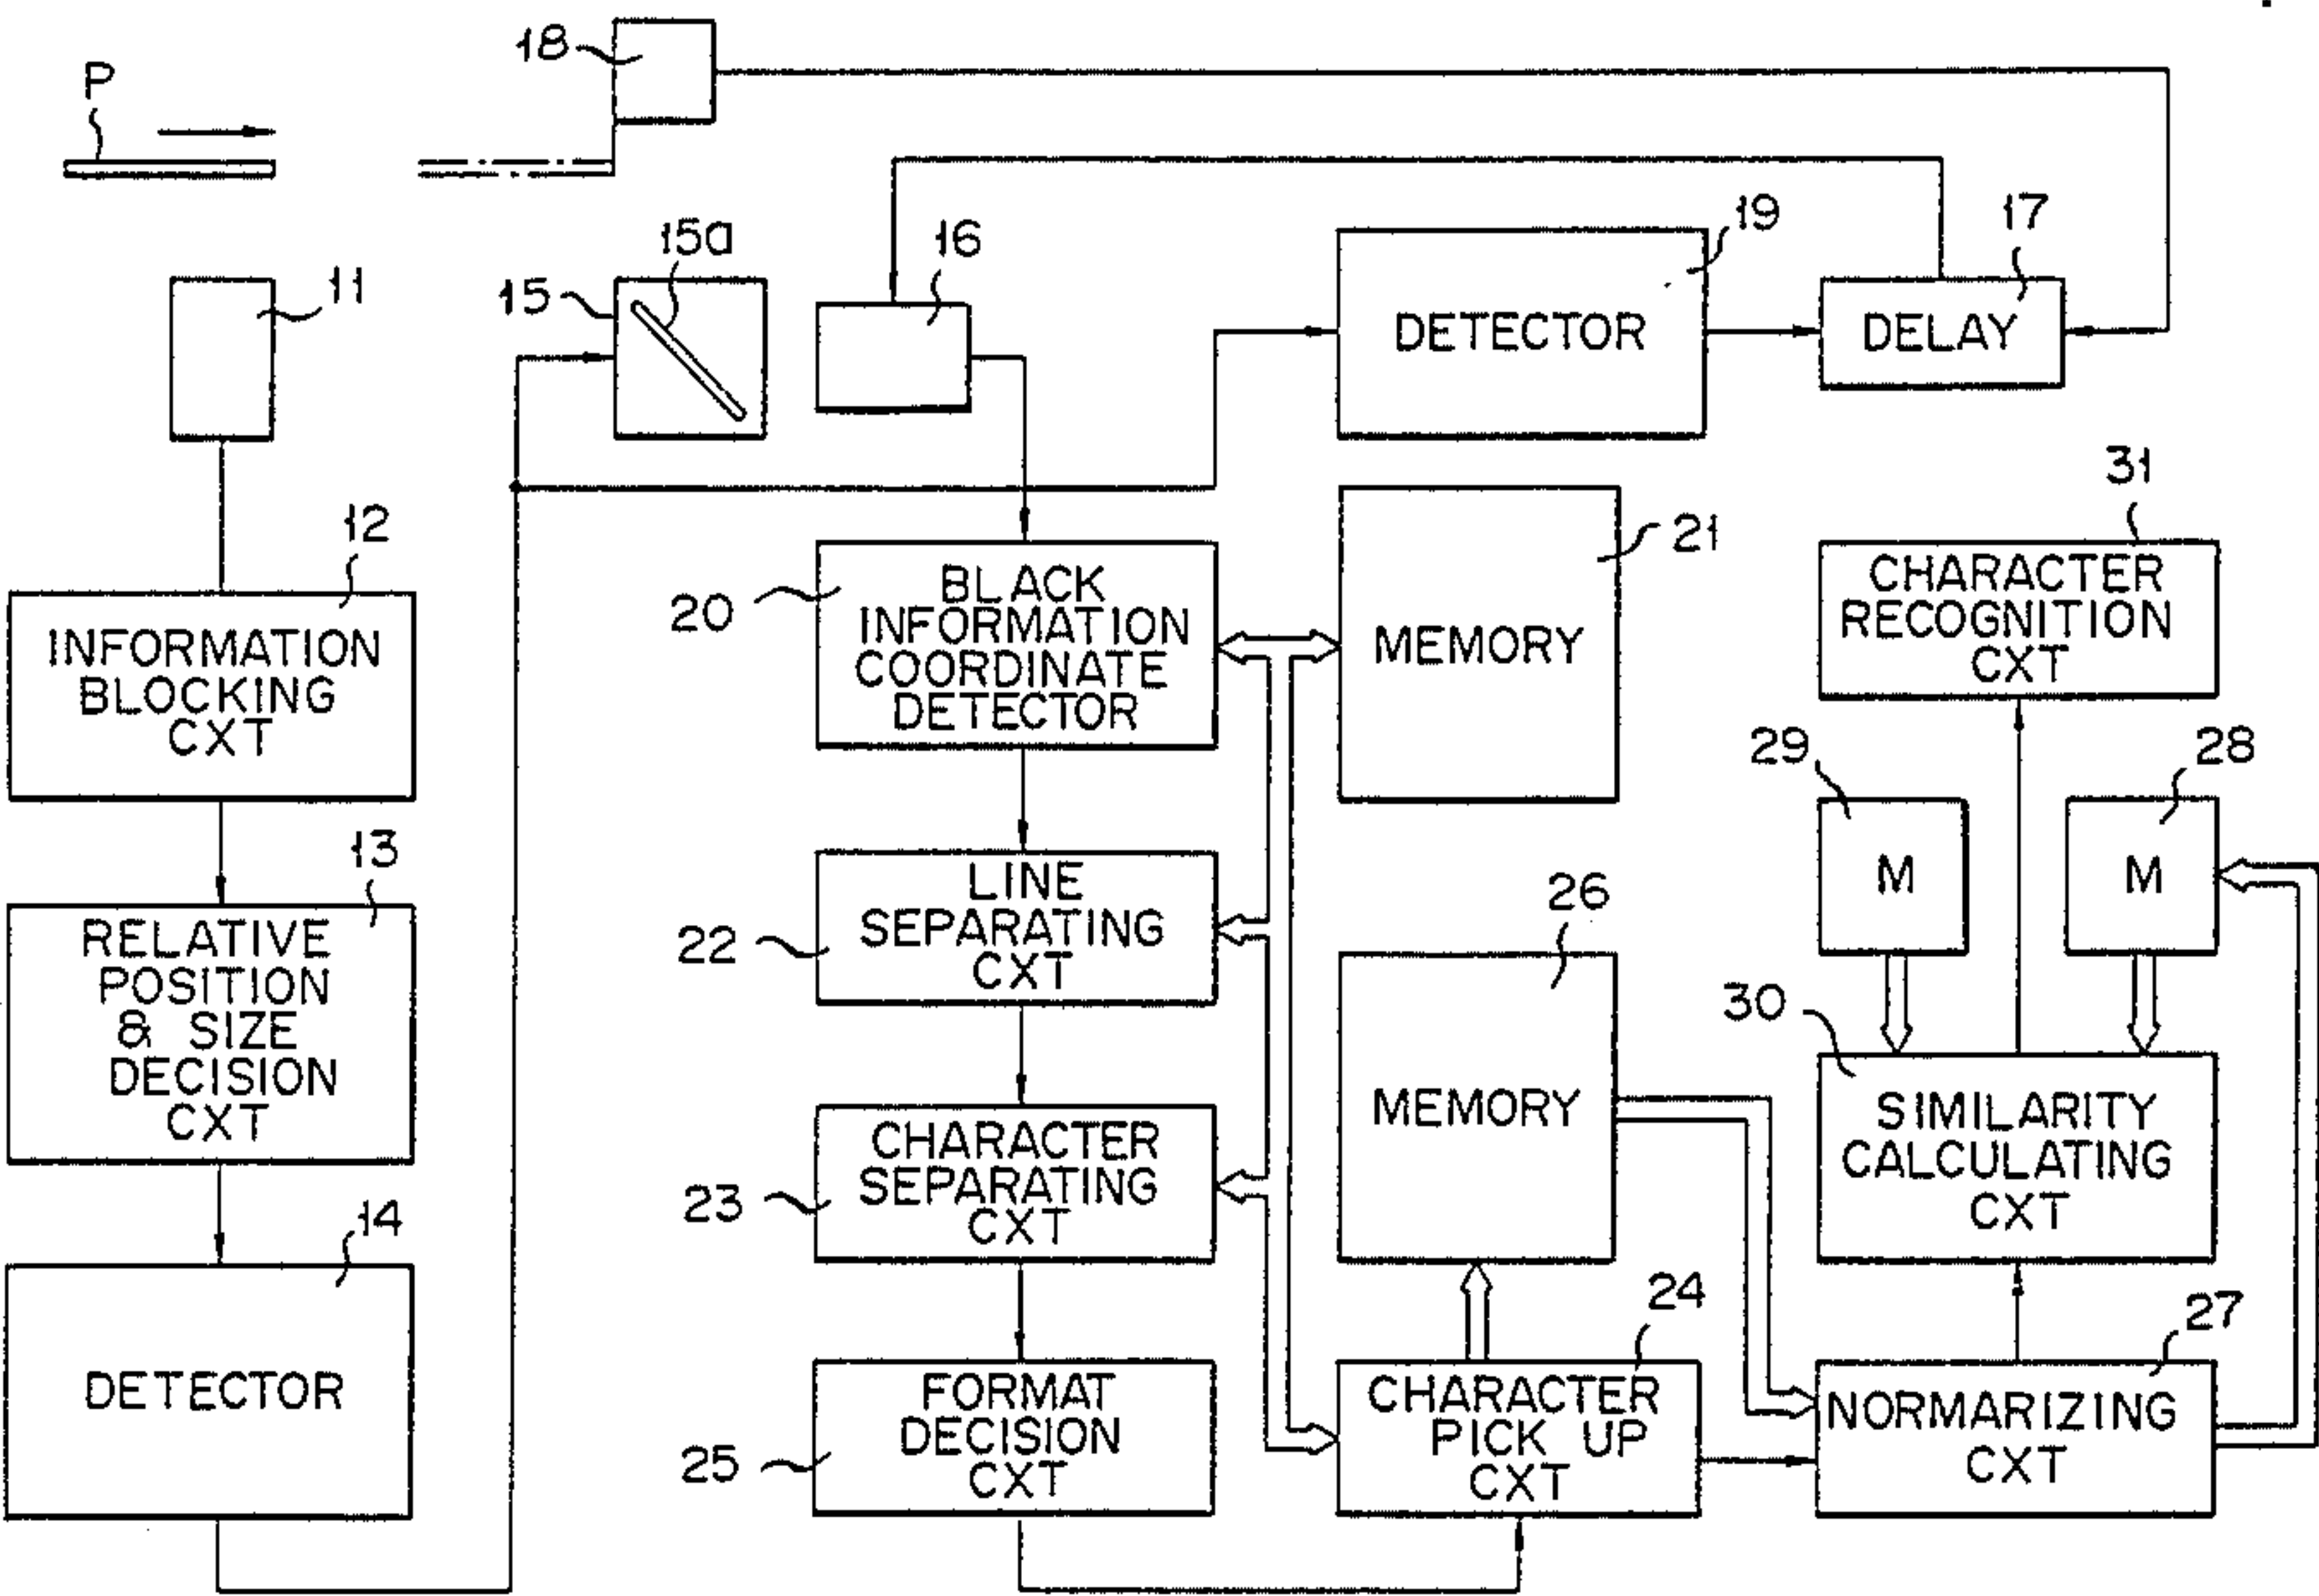 18
P
15a
16
19
17
15
11
DETECTOR
DELAY
31
12
21
20
BLACK
INFORMATION
COORDINATE
DETECTOR
MEMORY
CHARACTER
RECOGNITION
CXT
INFORMATION
BLOCKING
CXT
29
28
13
M
M
22
LINE
SEPARATING
CXT
26
RELATIVE
POSITION
& SIZE
DECISION
CXT
30
MEMORY
SIMILARITY
CALCULATING
CXT
23
CHARACTER
SEPARATING
CXT
14
24
27
DETECTOR
25
FORMAT
DECISION
CXT
CHARACTER
PICK UP
CXT
NORMARIZING
CXT